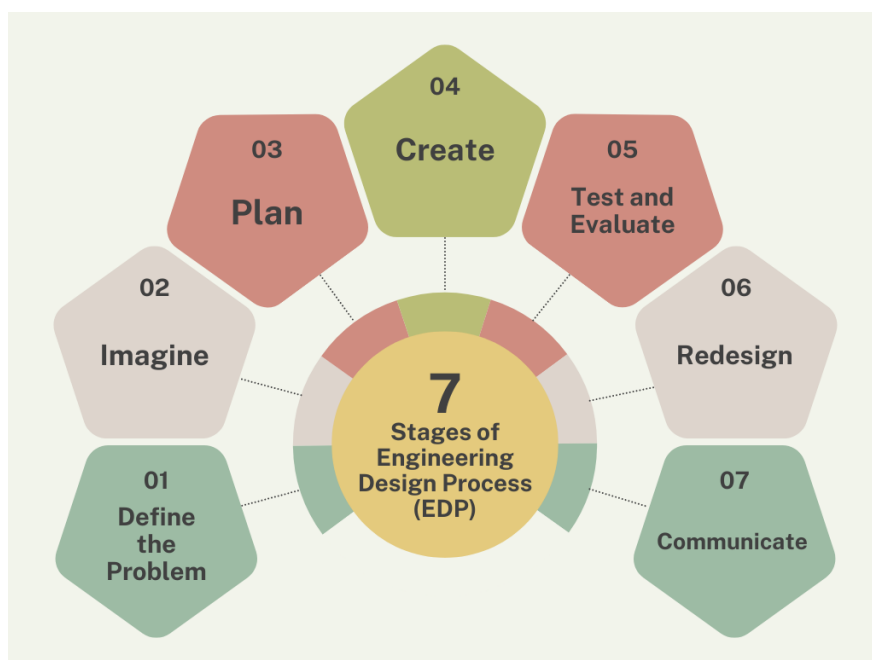 01
Define
the
Problem
02
Imagine
03
Plan
04
Create
05
Test and
Evaluate
06
Redesign
07
Communicate
7
Stages of
Engineering
Design Process
(EDP)